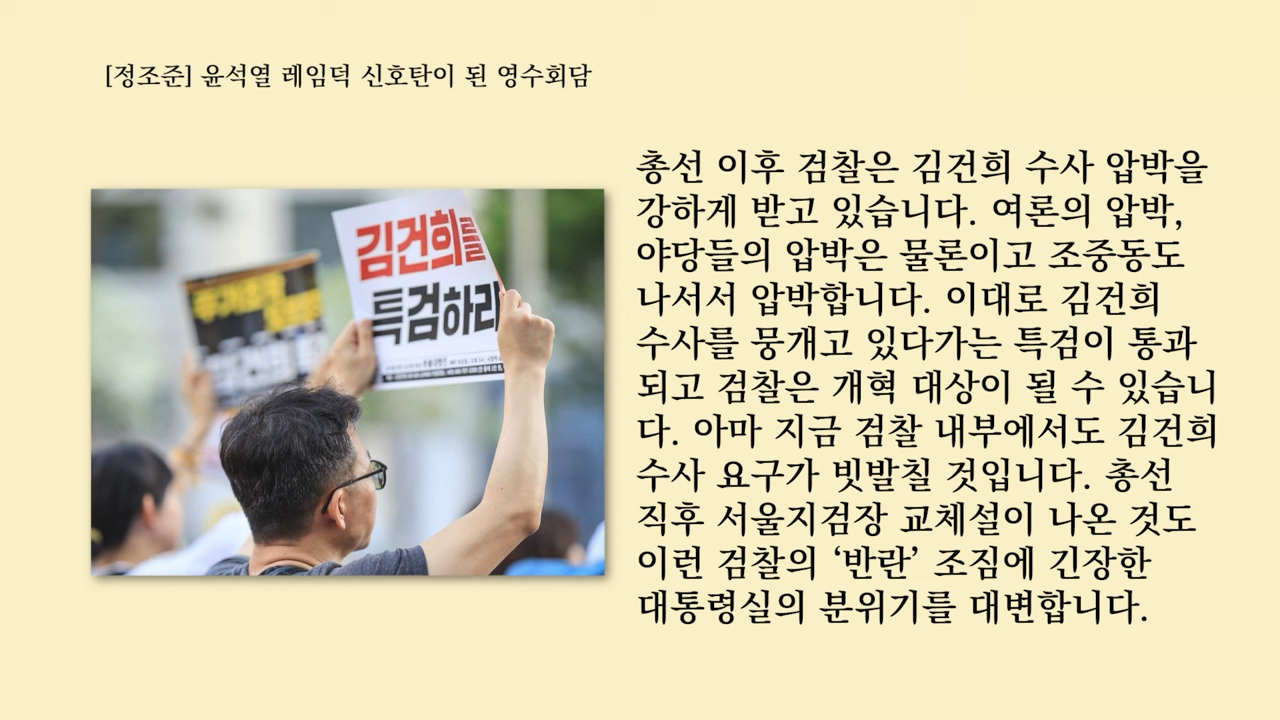 [정조준] 윤석열 레임덕 신호탄이 된 영수회담
총선 이후 검찰은 김건희 수사 압박을
강하게 받고 있습니다. 여론의 압박,
야당들의 압박은 물론이고 조중동도
나서서 압박합니다. 이대로 김건희
수사를 뭉개고 있다가는 특검이 통과
되고 검찰은 개혁 대상이 될 수 있습니
다. 아마 지금 검찰 내부에서도 김건희
수사 요구가 빗발칠 것입니다. 총선
직후 서울지검장 교체설이 나온 것도
이런 검찰의 ‘반란’ 조짐에 긴장한
대통령실의 분위기를 대변합니다.
김건희를
특검하라